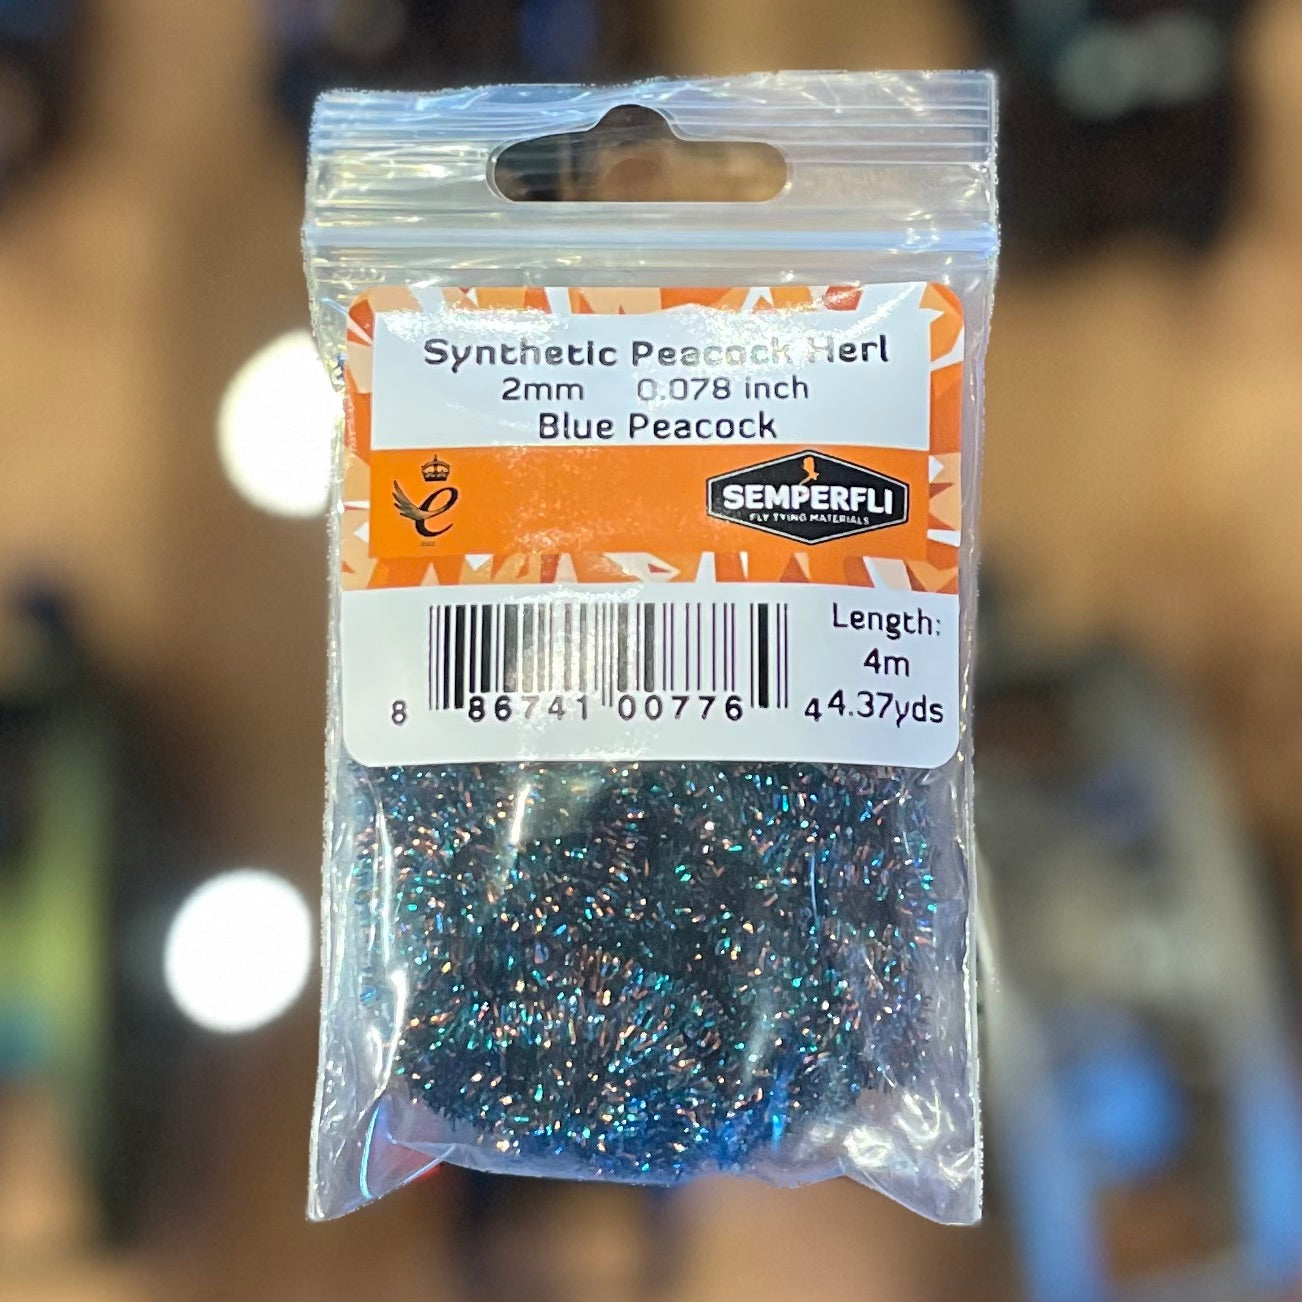 Synthetic Peacock Herl
2mm 0.078 inch
Blue Peacock
e
SEMPERFLI
FLY TYING MATERIALS
Length:
4m
4.37yds
8 86741 00776 4